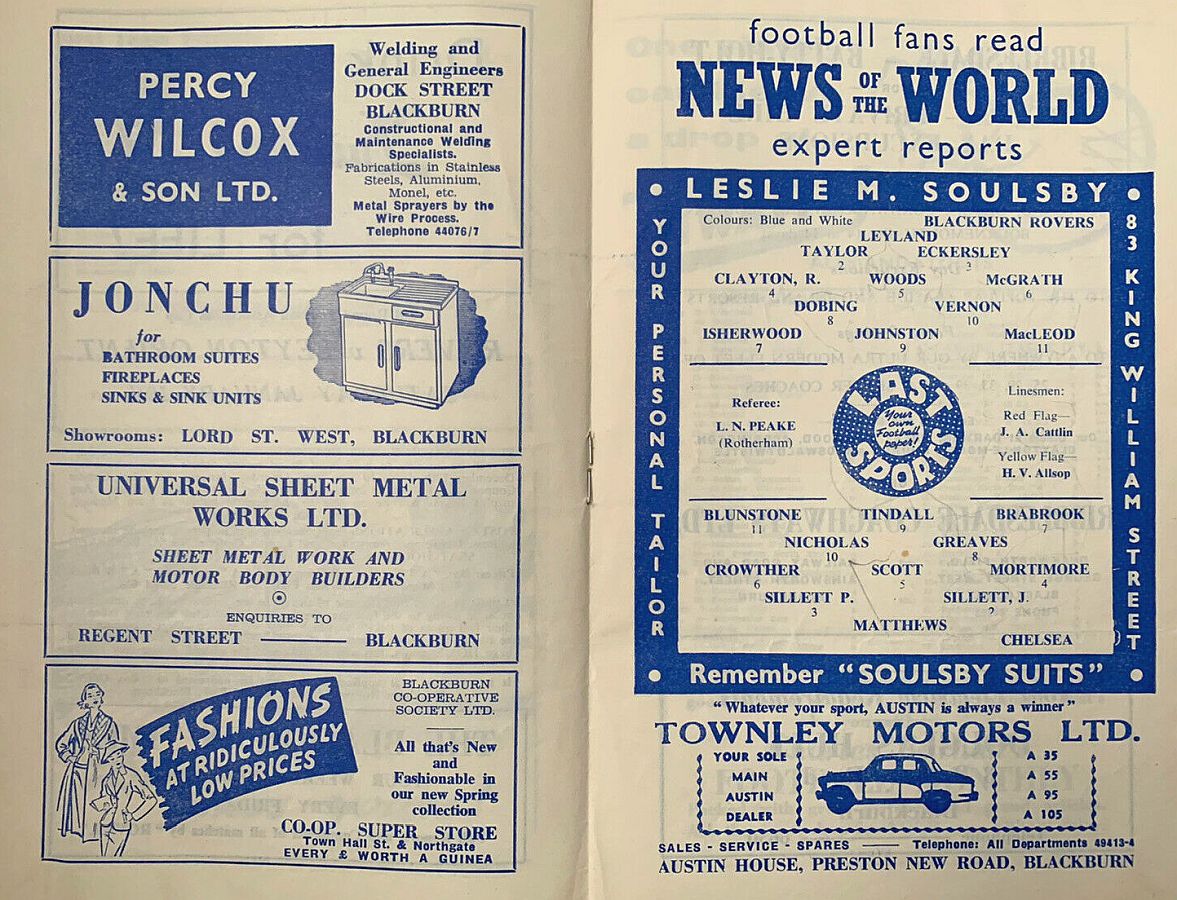 PERCY
WILCOX
& SON LTD.
Welding and
General Engineers
DOCK STREET
BLACKBURN
Constructional and
Maintenance Welding
Specialists.
Fabrications in Stainless
Steels, Aluminium,
Monel, etc.
Metal Sprayers by the
Wire Process.
Telephone 44076/7
JONCHU
for
BATHROOM SUITES
FIREPLACES
SINKS & SINK UNITS
Showrooms: LORD ST. WEST, BLACKBURN
UNIVERSAL SHEET METAL
WORKS LTD.
SHEET METAL WORK AND
MOTOR BODY BUILDERS
ENQUIRIES TO
REGENT STREET BLACKBURN
FASHIONS
AT RIDICULOUSLY
LOW PRICES
BLACKBURN
CO-OPERATIVE
SOCIETY LTD.
All that's New
and
Fashionable in
our new Spring
collection
CO-OP. SUPER STORE
Town Hall St. & Northgate
EVERY £ WORTH A GUINEA
football fans read
NEWS OF THE WORLD
expert reports
• LESLIE M. SOULSBY •
YOUR PERSONAL TAILOR
83 KING WILLIAM STREET
Colours: Blue and White BLACKBURN ROVERS
LEYLAND
TAYLOR ECKERSLEY
2 3
CLAYTON, R. WOODS McGRATH
4 5 6
DOBING VERNON
8 10
ISHERWOOD JOHNSTON MacLEOD
7 9 11
Referee:
L. N. PEAKE
(Rotherham)
LAST
Your
own
Football
paper!
SPORTS
Linesmen:
Red Flag—
J. A. Cattlin
Yellow Flag—
H. V. Allsop
BLUNSTONE TINDALL BRABROOK
11 9 7
NICHOLAS GREAVES
10 8
CROWTHER SCOTT MORTIMORE
6 5 4
SILLETT P. SILLETT, J.
3 2
MATTHEWS
CHELSEA
• Remember "SOULSBY SUITS" •
"Whatever your sport, AUSTIN is always a winner"
TOWNLEY MOTORS LTD.
YOUR SOLE
MAIN
AUSTIN
DEALER
A 35
A 55
A 95
A 105
SALES - SERVICE - SPARES —— Telephone: All Departments 49413-4
AUSTIN HOUSE, PRESTON NEW ROAD, BLACKBURN